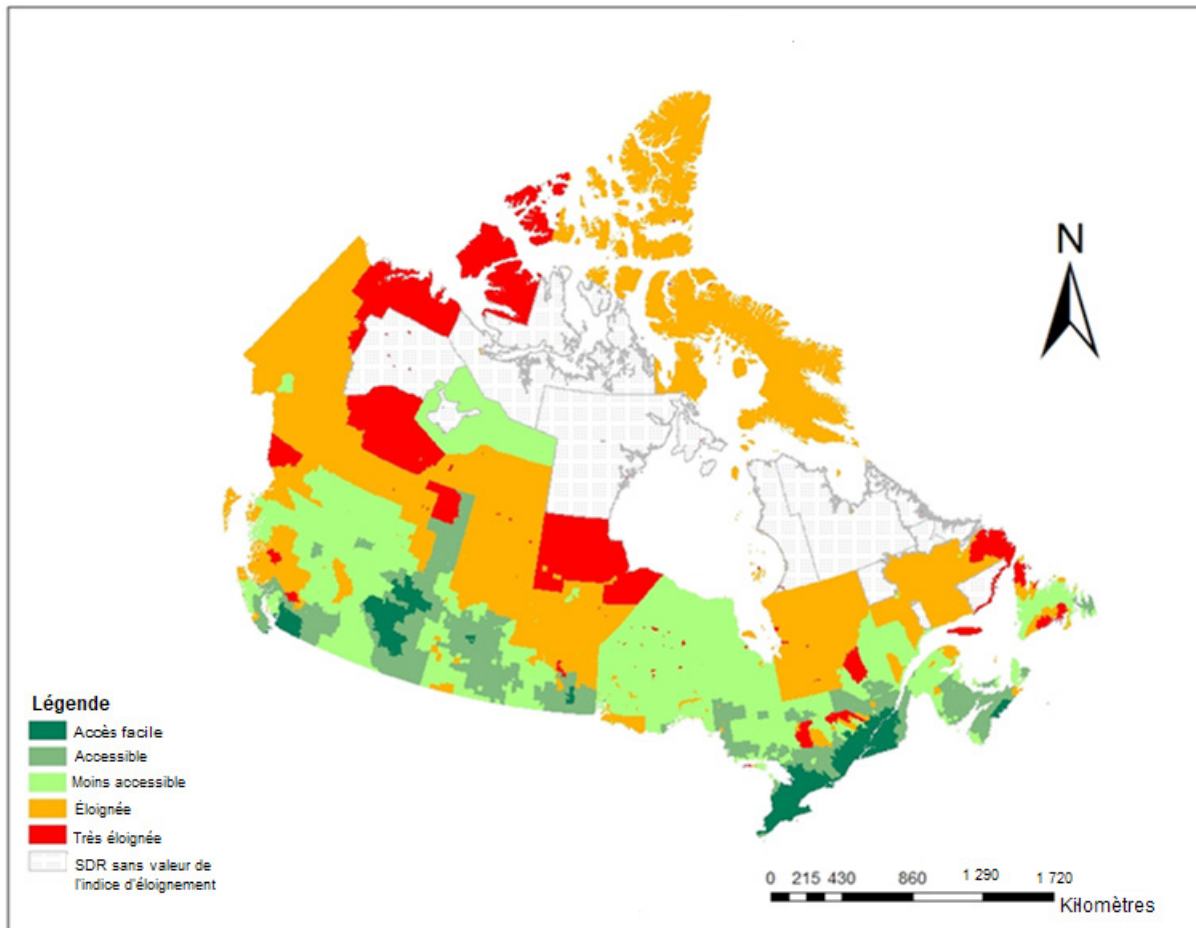 N
Légende
Accès facile
Accessible
Moins accessible
Éloignée
Très éloignée
SDR sans valeur de
l'indice d'éloignement
0 215 430 860 1 290 1 720
Kilomètres